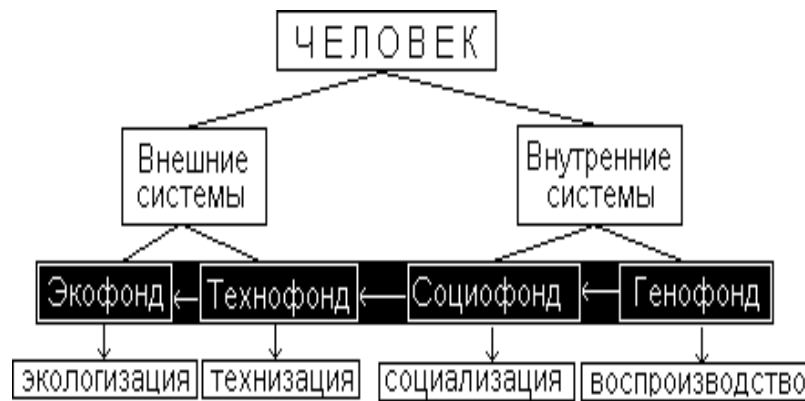 ЧЕЛОВЕК
Внешние
системы
Внутренние
системы
Экофонд
Технофонд
Социофонд
Генофонд
экологизация
технизация
социализация
воспроизводство